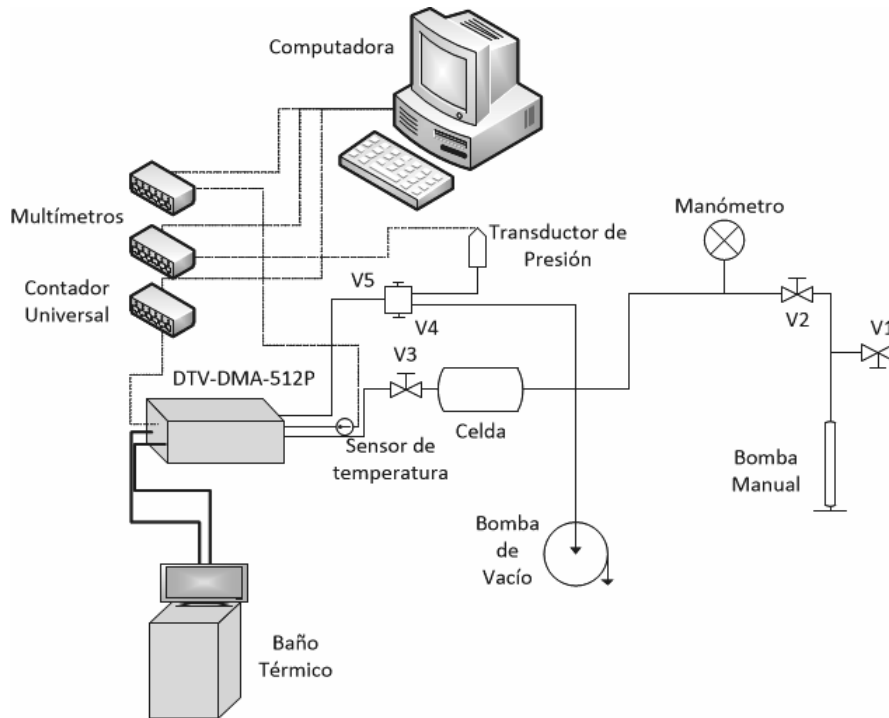 Computadora
Multímetros
Manómetro
Transductor de
Presión
Contador
Universal
V5
V4
V2
V1
V3
DTV-DMA-512P
Celda
Sensor de
temperatura
Bomba
Manual
Bomba
de
Vacío
Baño
Térmico